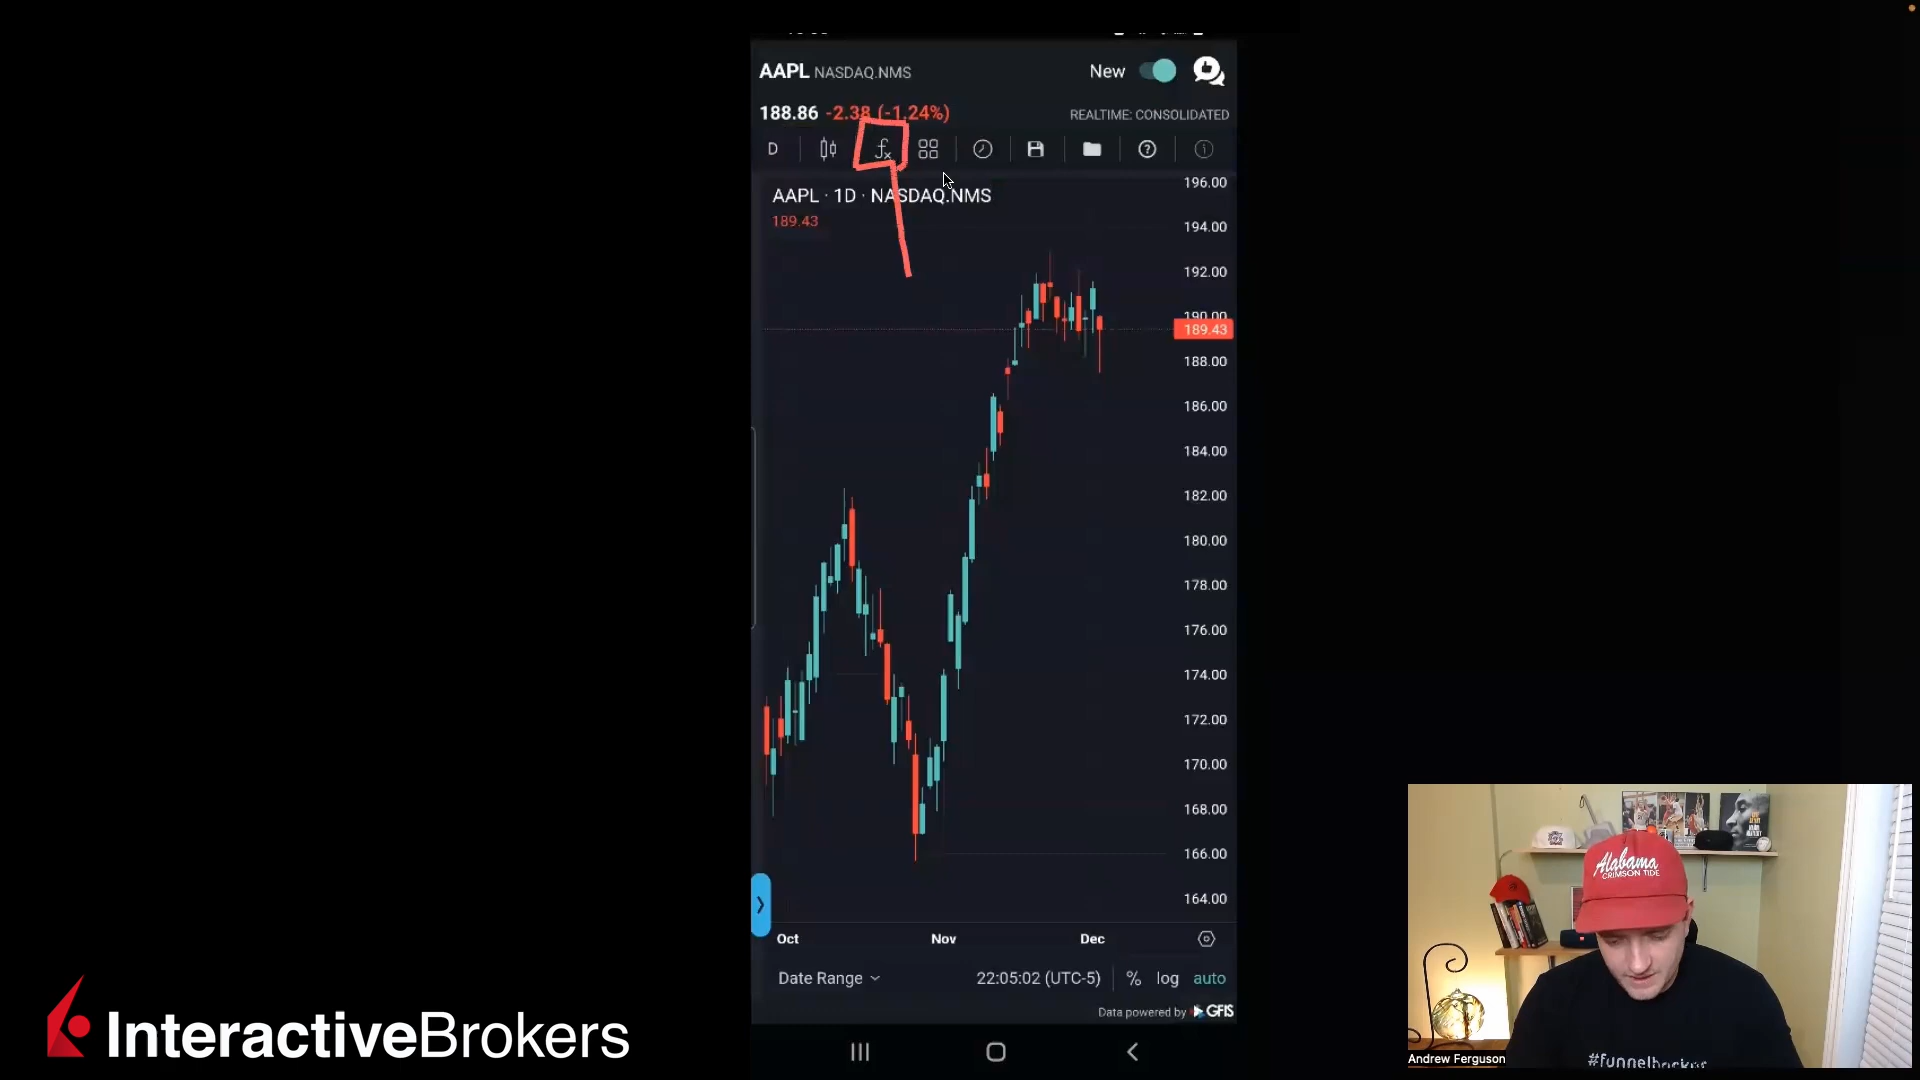 AAPL NASDAQ.NMS
New
188.86 -2.38 (-1.24%)
REALTIME: CONSOLIDATED
D
fx
AAPL · 1D · NASDAQ.NMS
189.43
196.00
194.00
192.00
190.00
189.43
188.00
186.00
184.00
182.00
180.00
178.00
176.00
174.00
172.00
170.00
168.00
166.00
164.00
Oct
Nov
Dec
Date Range
22:05:02 (UTC-5)
%
log
auto
Data powered by GFIS
InteractiveBrokers
Alabama
CRIMSON TIDE
Andrew Ferguson